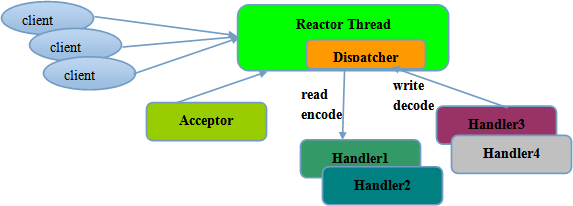 client
client
client
Reactor Thread
Dispatcher
Acceptor
read
encode
write
decode
Handler1
Handler2
Handler3
Handler4